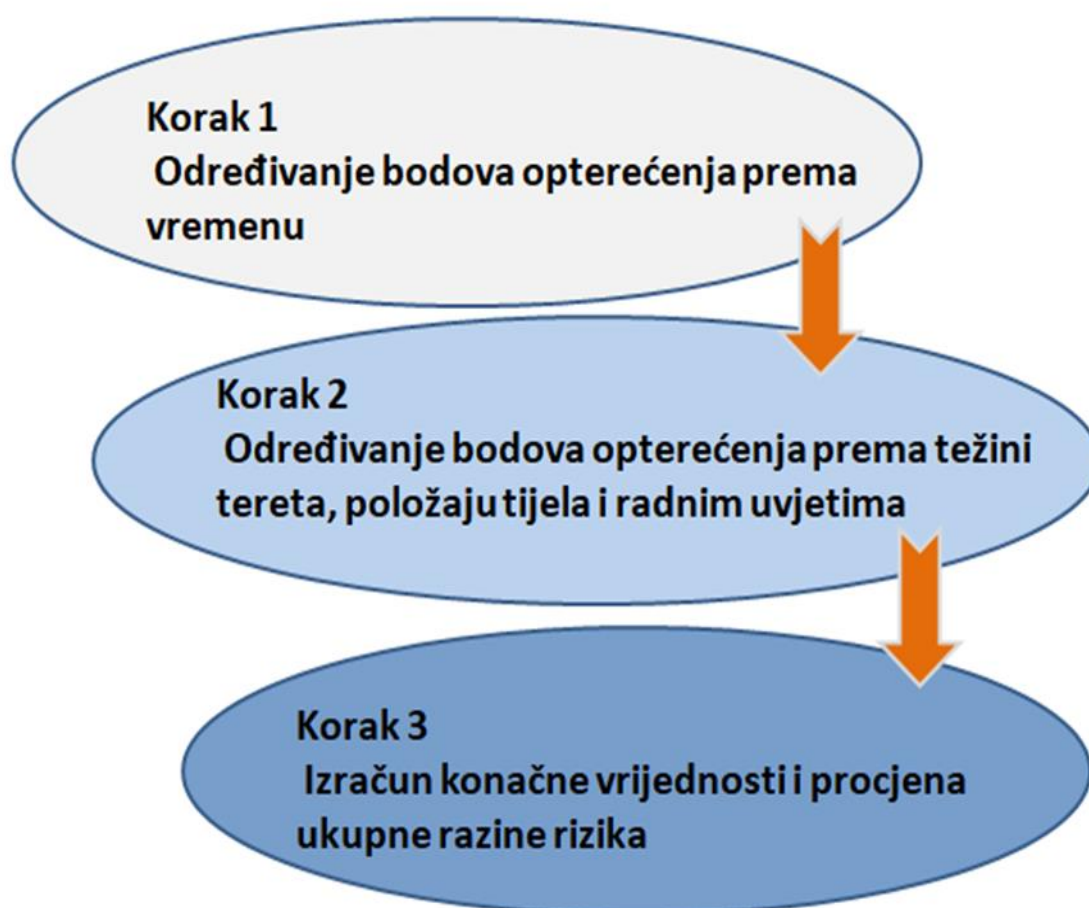 Korak 1
Određivanje bodova opterećenja prema
vremenu
Korak 2
Određivanje bodova opterećenja prema težini
tereta, položaju tijela i radnim uvjetima
Korak 3
Izračun konačne vrijednosti i procjena
ukupne razine rizika